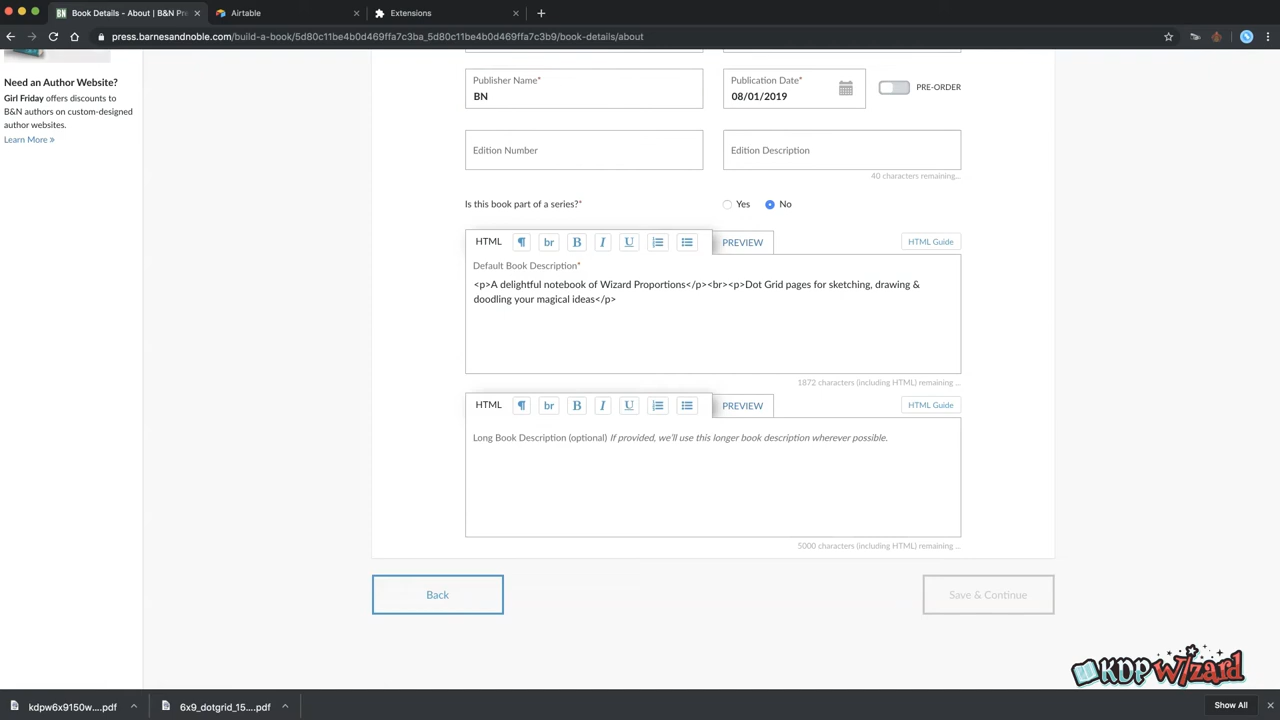 Book Details - About | B&N Pre
Airtable
Extensions
press.barnesandnoble.com/build-a-book/5d80c11be4b0d469ffa7c3ba_5d80c11be4b0d469ffa7c3b9/book-details/about
Need an Author Website?
Girl Friday offers discounts to
B&N authors on custom-designed
author websites.
Learn More »
Publisher Name*
BN
Publication Date*
08/01/2019
PRE-ORDER
Edition Number
Edition Description
40 characters remaining...
Is this book part of a series?*
Yes
No
HTML ¶ br B I U PREVIEW HTML Guide
Default Book Description*
<p>A delightful notebook of Wizard Proportions</p><br><p>Dot Grid pages for sketching, drawing &
doodling your magical ideas</p>
1872 characters (including HTML) remaining ...
HTML ¶ br B I U PREVIEW HTML Guide
Long Book Description (optional) If provided, we'll use this longer book description wherever possible.
5000 characters (including HTML) remaining ...
Back
Save & Continue
KDPWizard
kdpw6x9150w....pdf
6x9_dotgrid_15....pdf
Show All